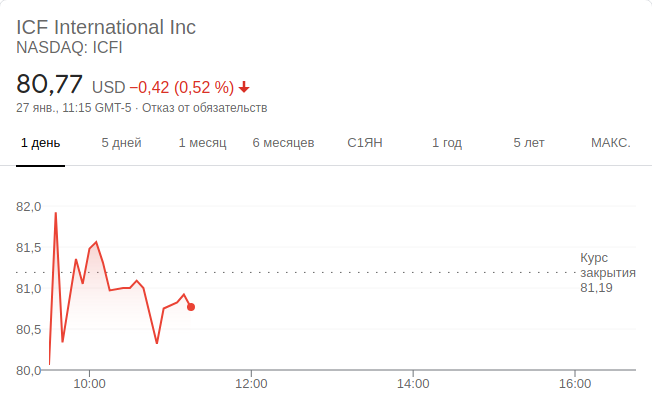 ICF International Inc
NASDAQ: ICFI
80,77 USD −0,42 (0,52 %)
27 янв., 11:15 GMT-5 · Отказ от обязательств
1 день 5 дней 1 месяц 6 месяцев С1ЯН 1 год 5 лет МАКС.
82,0
81,5
Курс
закрытия
81,19
81,0
80,5
80,0
10:00 12:00 14:00 16:00